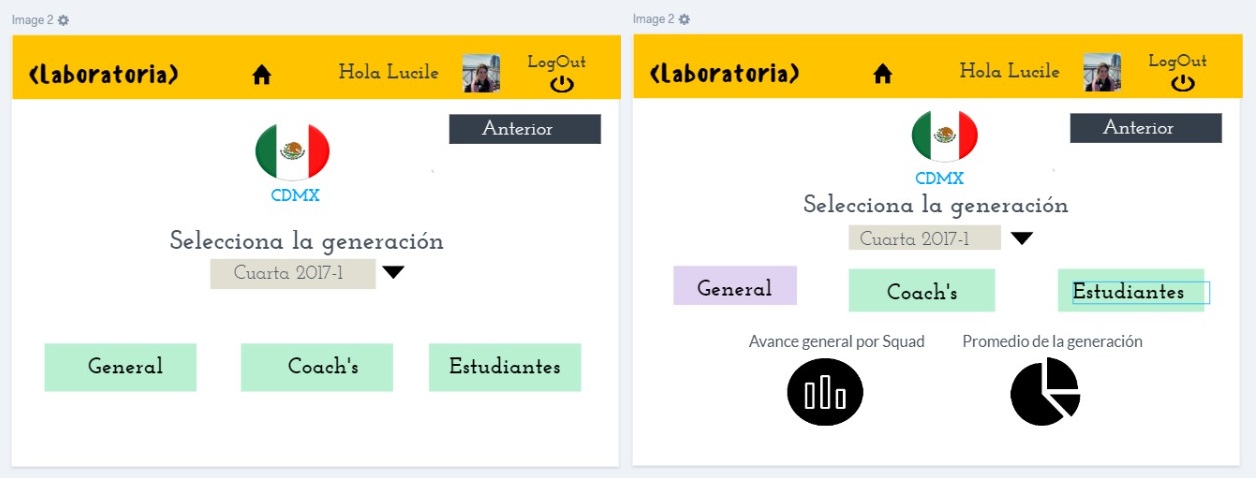 Image 2
<Laboratoria>
Hola Lucile
LogOut
Anterior
CDMX
Selecciona la generación
Cuarta 2017-1
General
Coach's
Estudiantes
Image 2
<Laboratoria>
Hola Lucile
LogOut
Anterior
CDMX
Selecciona la generación
Cuarta 2017-1
General
Coach's
Estudiantes
Avance general por Squad
Promedio de la generación